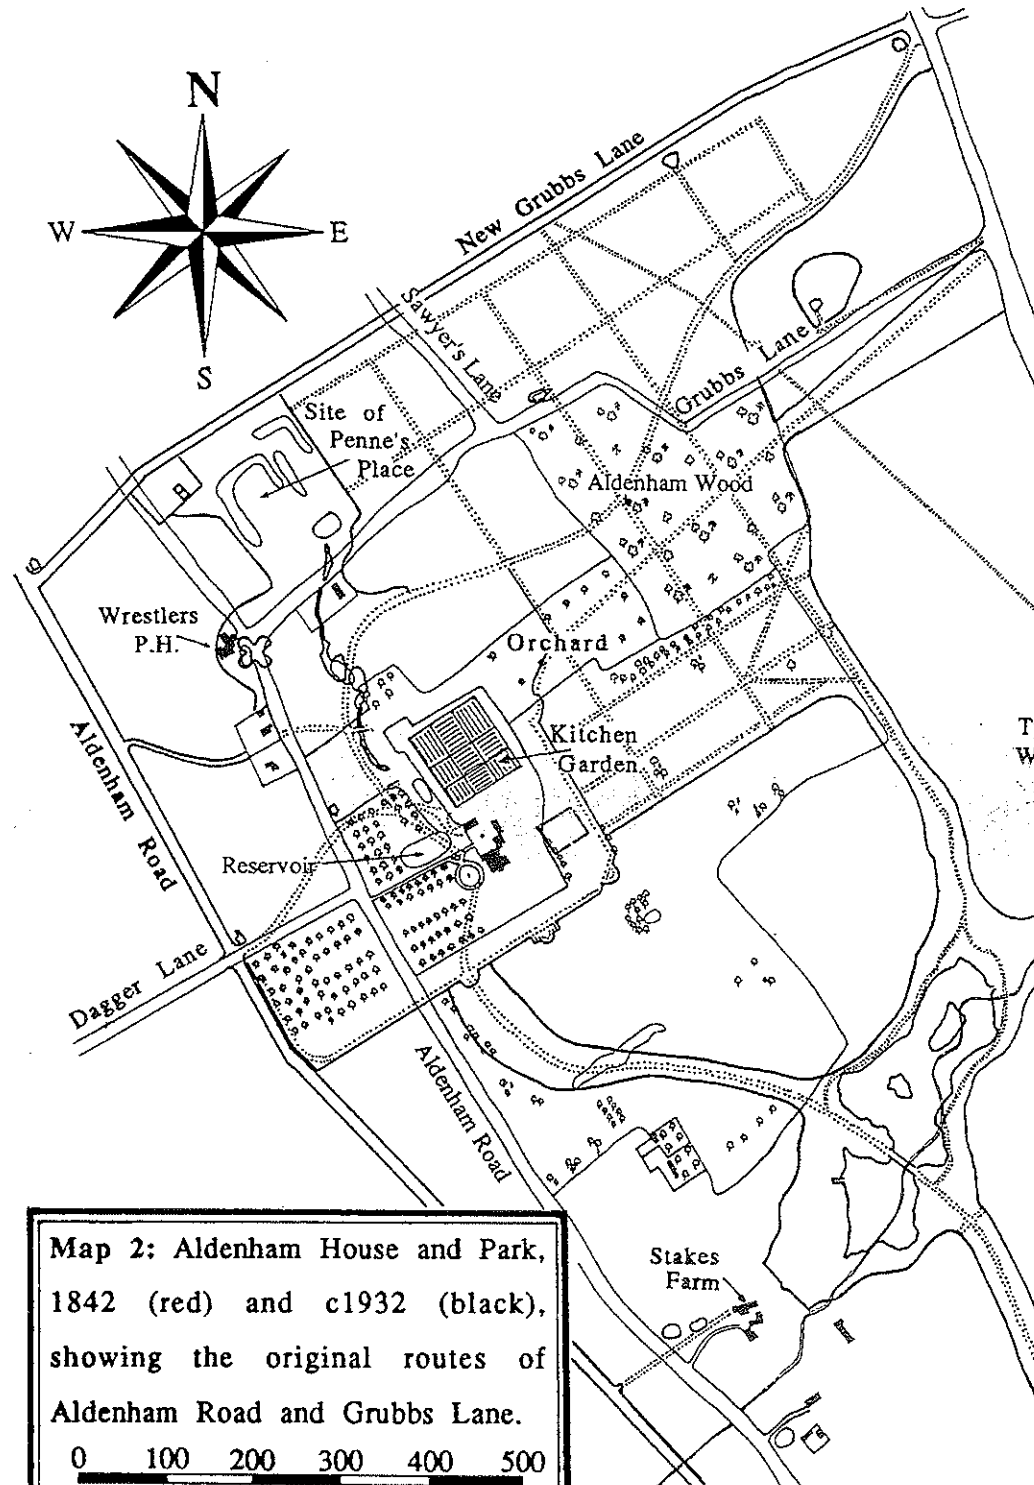 N
W
E
S
New Grubbs Lane
Sawyer's Lane
Grubbs Lane
Site of
Penne's
Place
Aldenham Wood
Wrestlers
P.H.
Orchard
Kitchen
Garden
T
W
Aldenham Road
Reservoir
Dagger Lane
Aldenham Road
Stakes
Farm
Map 2: Aldenham House and Park,
1842 (red) and c1932 (black),
showing the original routes of
Aldenham Road and Grubbs Lane.
0 100 200 300 400 500